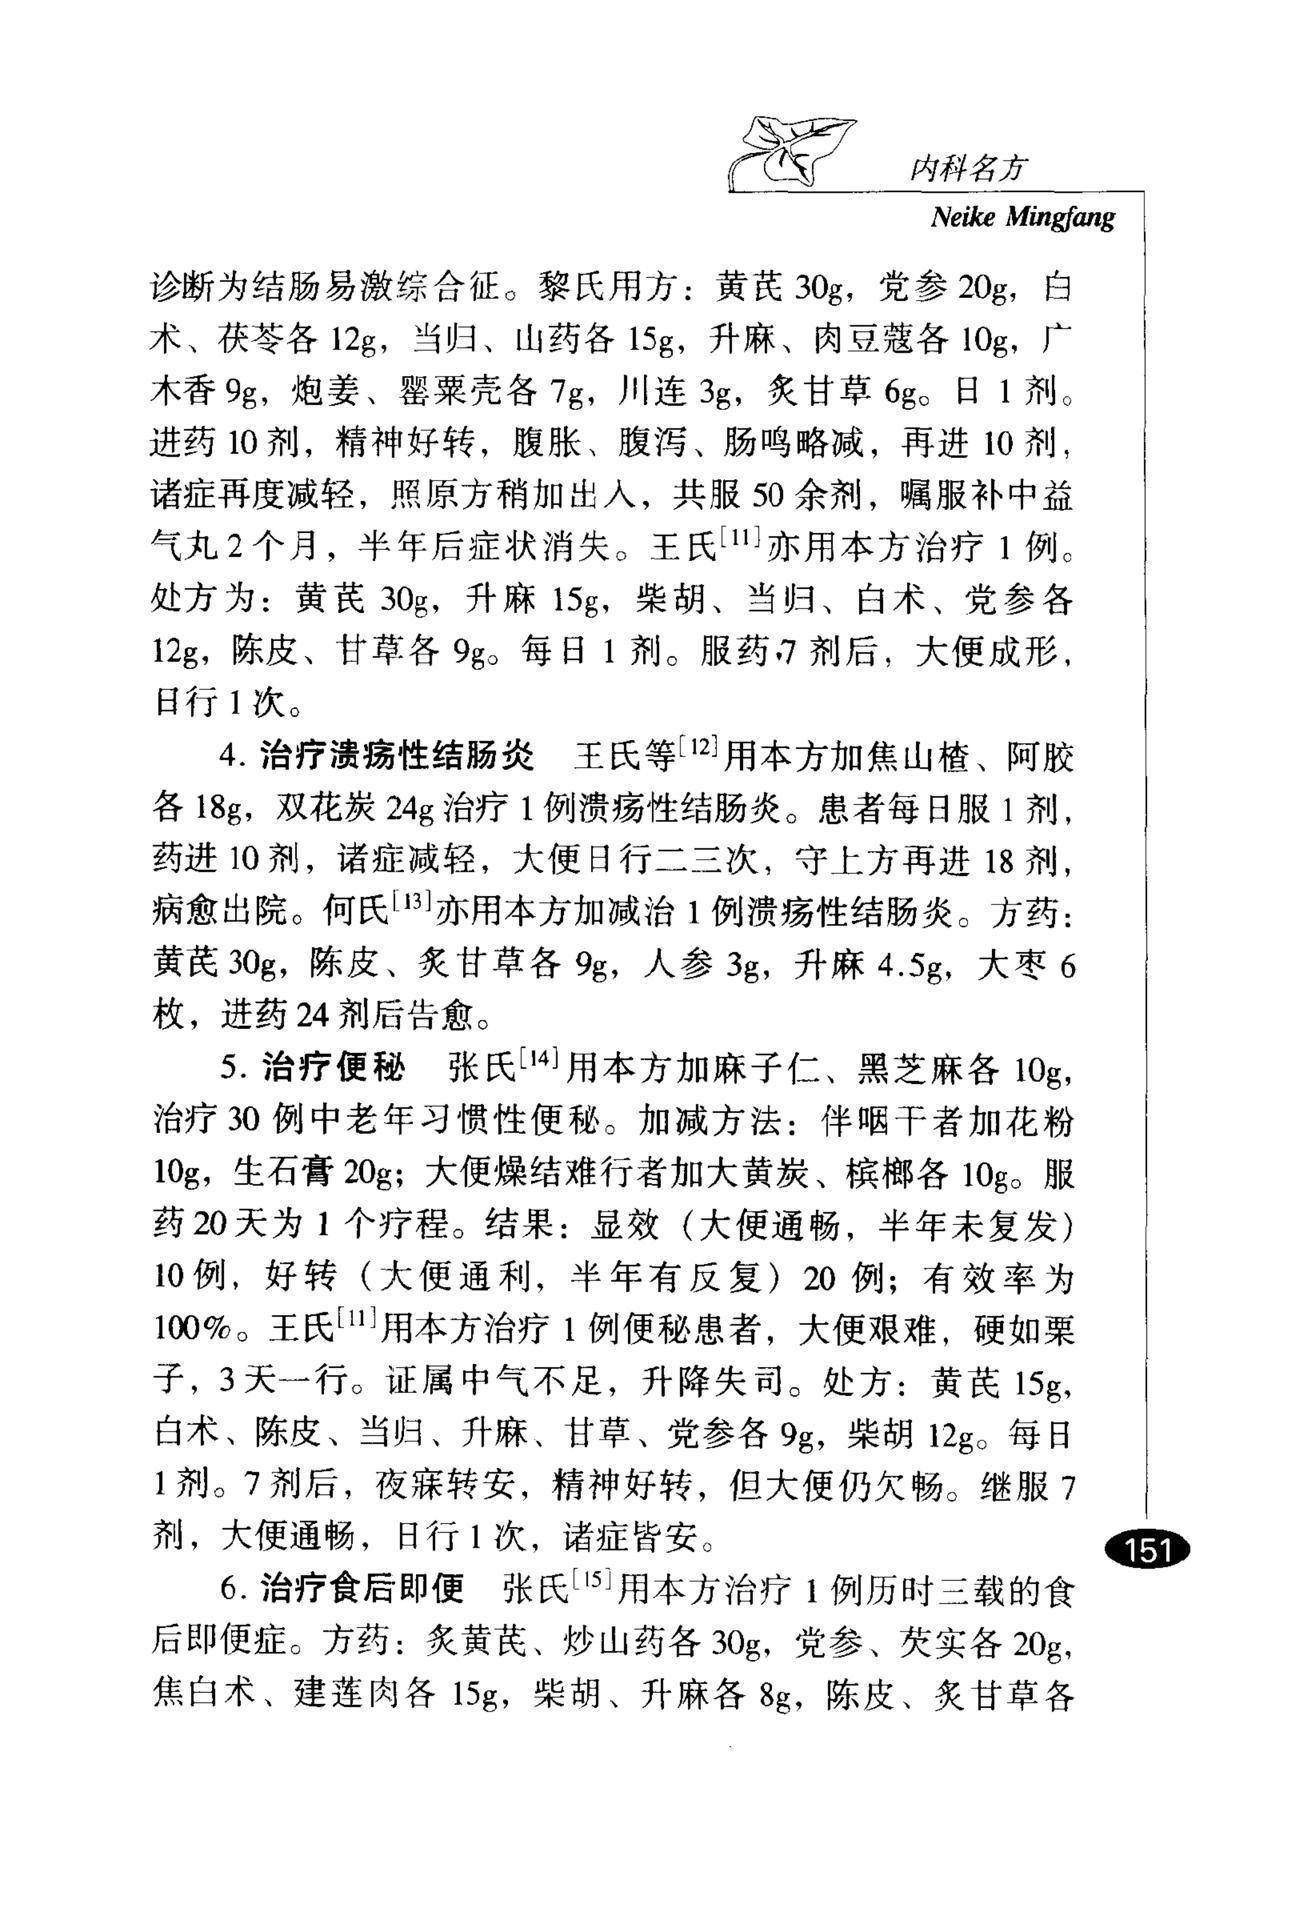 内科名方
Neike Mingfang
诊断为结肠易激综合征。黎氏用方：黄芪 30g，党参 20g，白
术、茯苓各 12g，当归、山药各 15g，升麻、肉豆蔻各 10g，广
木香 9g，炮姜、罂粟壳各 7g，川连 3g，炙甘草 6g。日 1 剂。
进药 10 剂，精神好转，腹胀、腹泻、肠鸣略减，再进 10 剂，
诸症再度减轻，照原方稍加出入，共服 50 余剂，嘱服补中益
气丸 2 个月，半年后症状消失。王氏[11]亦用本方治疗 1 例。
处方为：黄芪 30g，升麻 15g，柴胡、当归、白术、党参各
12g，陈皮、甘草各 9g。每日 1 剂。服药 7 剂后，大便成形，
日行 1 次。
4. 治疗溃疡性结肠炎 王氏等[12]用本方加焦山楂、阿胶
各 18g，双花炭 24g 治疗 1 例溃疡性结肠炎。患者每日服 1 剂，
药进 10 剂，诸症减轻，大便日行二三次，守上方再进 18 剂，
病愈出院。何氏[13]亦用本方加减治 1 例溃疡性结肠炎。方药：
黄芪 30g，陈皮、炙甘草各 9g，人参 3g，升麻 4.5g，大枣 6
枚，进药 24 剂后告愈。
5. 治疗便秘 张氏[14]用本方加麻子仁、黑芝麻各 10g，
治疗 30 例中老年习惯性便秘。加减方法：伴咽干者加花粉
10g，生石膏 20g；大便燥结难行者加大黄炭、槟榔各 10g。服
药 20 天为 1 个疗程。结果：显效（大便通畅，半年未复发）
10 例，好转（大便通利，半年有反复）20 例；有效率为
100%。王氏[11]用本方治疗 1 例便秘患者，大便艰难，硬如栗
子，3 天一行。证属中气不足，升降失司。处方：黄芪 15g，
白术、陈皮、当归、升麻、甘草、党参各 9g，柴胡 12g。每日
1 剂。7 剂后，夜寐转安，精神好转，但大便仍欠畅。继服 7
剂，大便通畅，日行 1 次，诸症皆安。
151
6. 治疗食后即便 张氏[15]用本方治疗 1 例历时三载的食
后即便症。方药：炙黄芪、炒山药各 30g，党参、芡实各 20g，
焦白术、建莲肉各 15g，柴胡、升麻各 8g，陈皮、炙甘草各